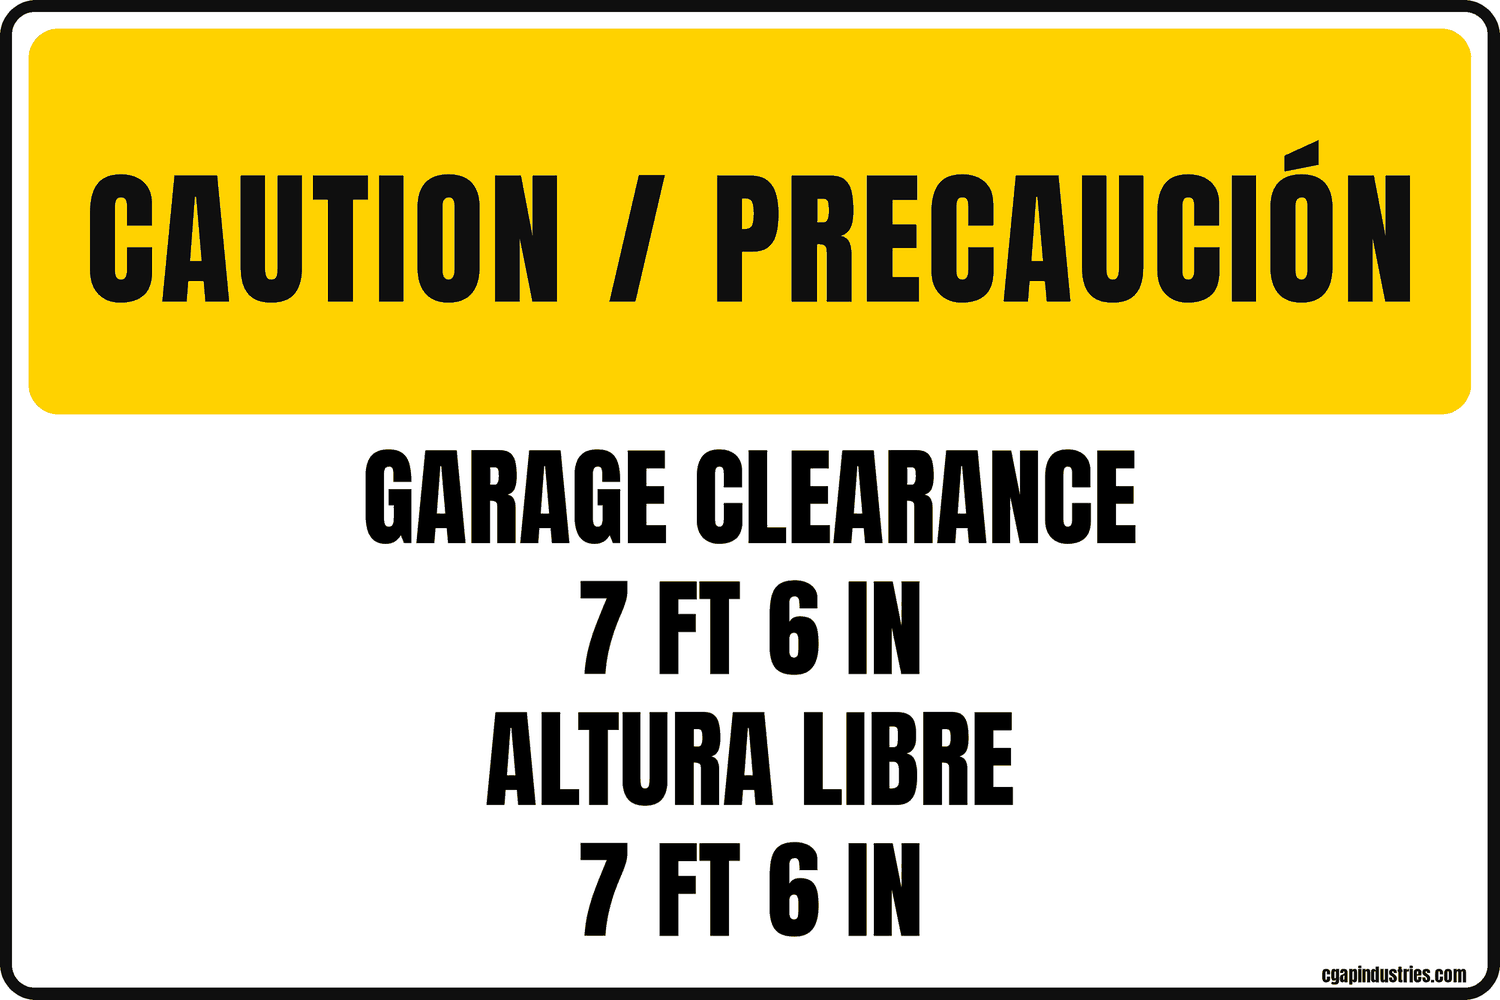 CAUTION / PRECAUCIÓN
GARAGE CLEARANCE
7 FT 6 IN
ALTURA LIBRE
7 FT 6 IN
cgapindustries.com